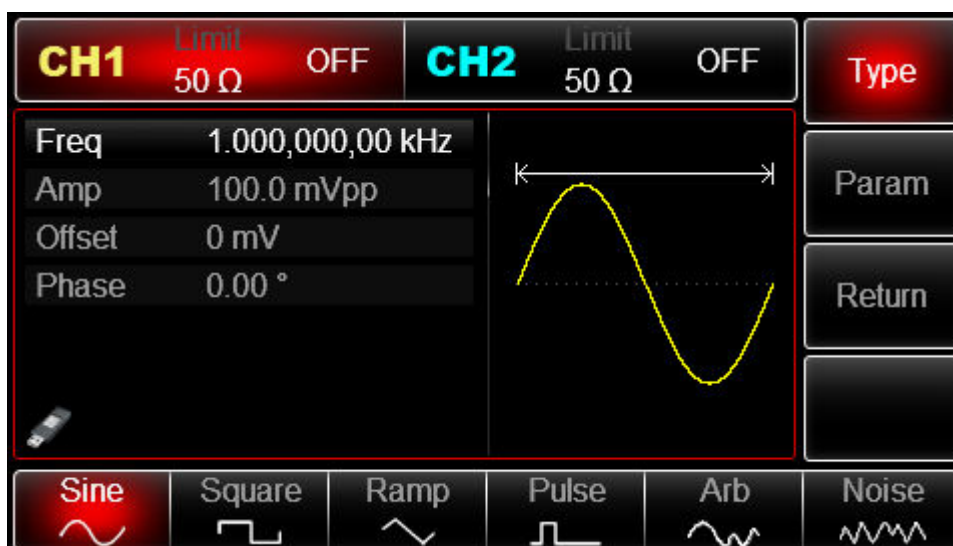 CH1 Limit 50 Ω OFF
CH2 Limit 50 Ω OFF
Type
Freq 1.000,000,00 kHz
Amp 100.0 mVpp
Offset 0 mV
Phase 0.00 °
Param
Return
Sine Square Ramp Pulse Arb Noise